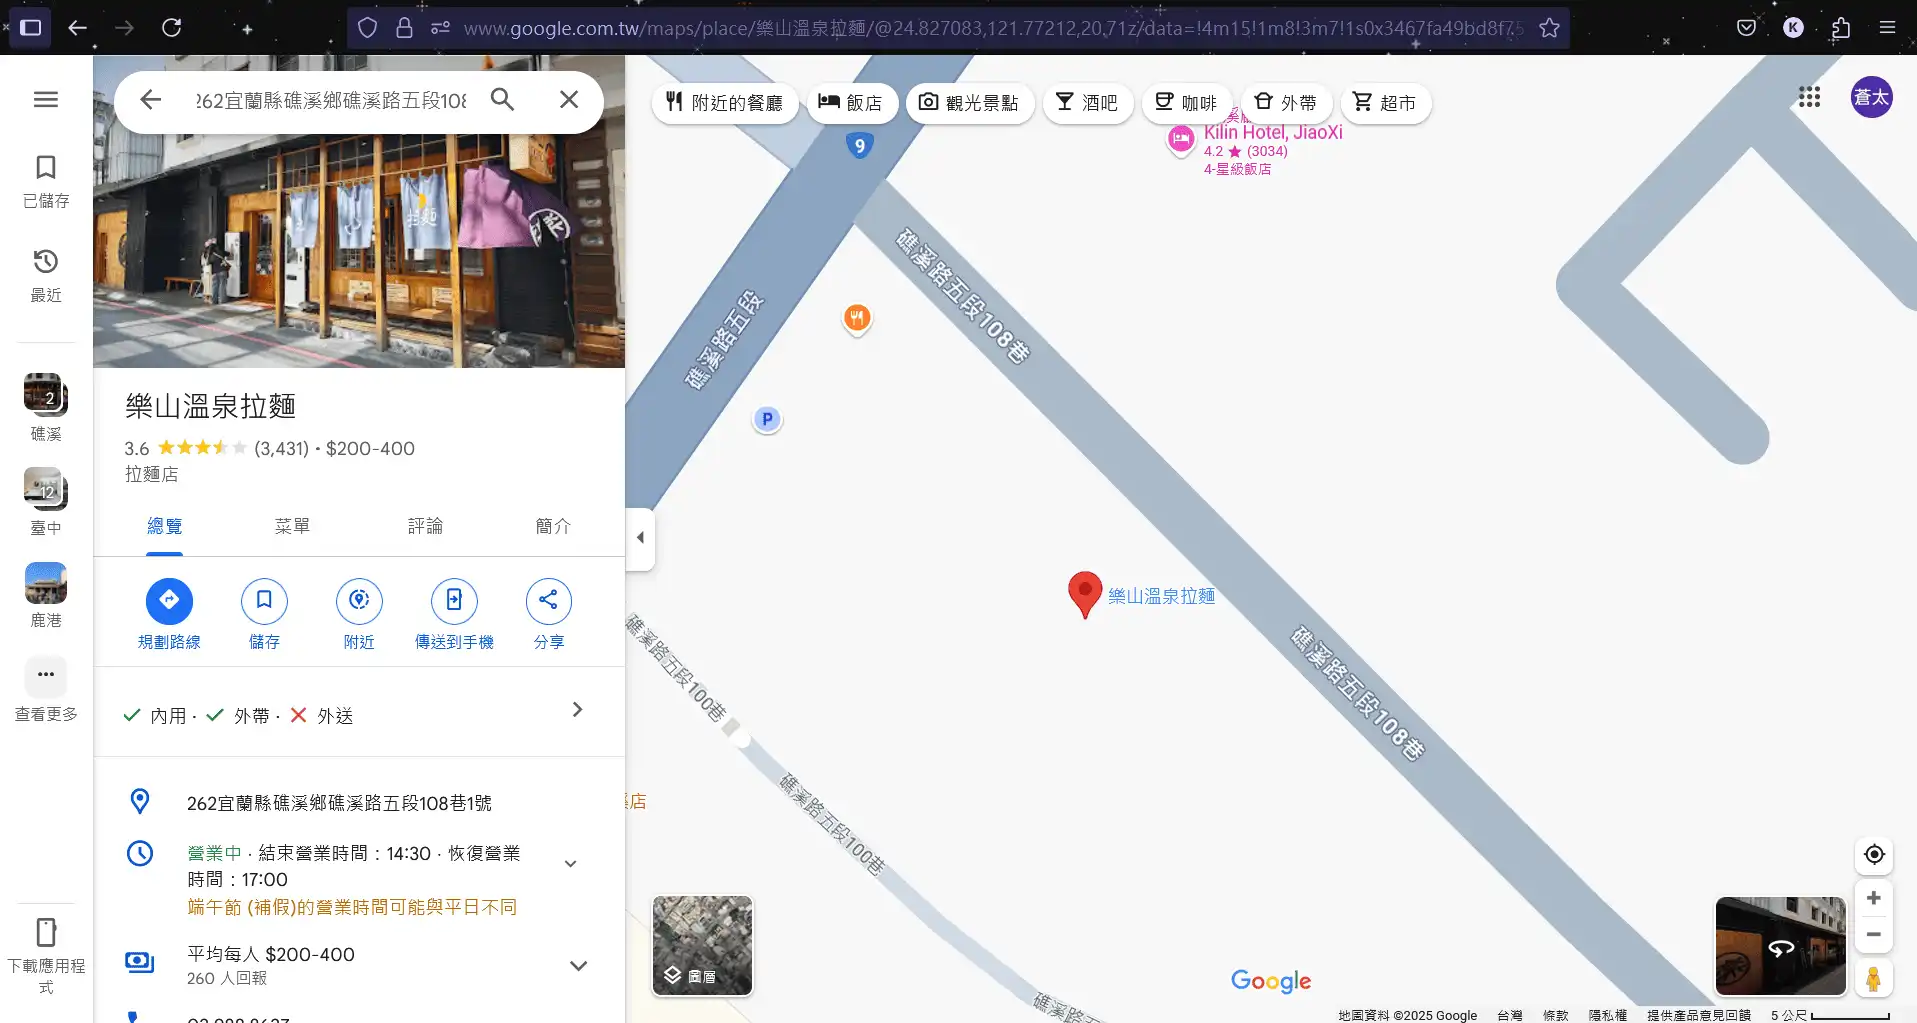 www.google.com.tw/maps/place/樂山溫泉拉麵/@24.827083,121.77212,20.71z/data=!4m15!1m8!3m7!1s0x3467fa49bd8f75
K
262宜蘭縣礁溪鄉礁溪路五段108
附近的餐廳
飯店
觀光景點
酒吧
咖啡
外帶
超市
蒼太
已儲存
最近
2
礁溪
12
臺中
鹿港
查看更多
下載應用程
式
拉麵
樂山溫泉拉麵
3.6 (3,431) · $200-400
拉麵店
總覽
菜單
評論
簡介
規劃路線
儲存
附近
傳送到手機
分享
內用 · 外帶 · 外送
262宜蘭縣礁溪鄉礁溪路五段108巷1號
營業中 · 結束營業時間：14:30 · 恢復營業
時間：17:00
端午節 (補假)的營業時間可能與平日不同
平均每人 $200-400
260 人回報
9
Kilin Hotel, JiaoXi
4.2 ★ (3034)
4-星級飯店
礁溪路五段108巷
礁溪路五段
P
樂山溫泉拉麵
礁溪路五段100巷
礁溪路五段108巷
店
礁溪路五段100巷
圖層
Google
礁溪路五
地圖資料 ©2025 Google
台灣
條款
隱私權
提供產品意見回饋
5 公尺